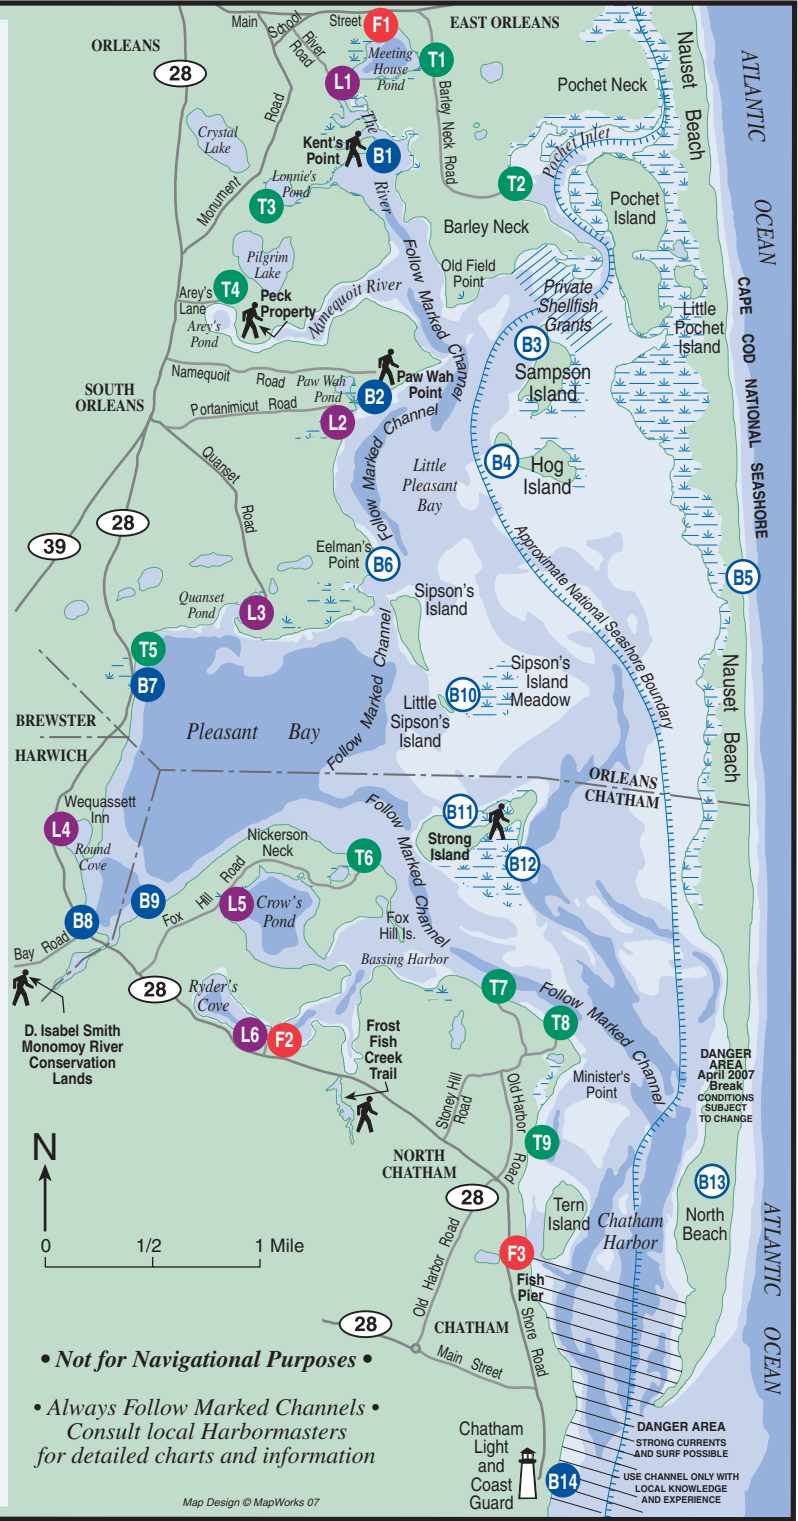 Main
School
Street
F1
EAST ORLEANS
ORLEANS
28
River
Road
Meeting
House
Pond
T1
L1
Pochet Neck
Nauset
Beach
ATLANTIC
OCEAN
Crystal
Lake
Road
Monument
The
River
Kent's
Point
B1
Barley Neck Road
Pochet Inlet
T2
Lonnie's
Pond
T3
Pochet
Island
Barley Neck
Pilgrim
Lake
Follow Marked Channel
Old Field
Point
T4
Arey's
Lane
Peck
Property
Namequoit River
Private
Shellfish
Grants
Arey's
Pond
Little
Pochet
Island
CAPE COD NATIONAL SEASHORE
B3
Sampson
Island
Namequoit Road
Paw Wah
Pond
Paw Wah
Point
B2
SOUTH
ORLEANS
Portanimicut Road
L2
Follow Marked Channel
Quanset
Road
Little
Pleasant
Bay
B4
Hog
Island
28
39
Approximate National Seashore Boundary
Eelman's
Point
B6
B5
Quanset
Pond
L3
Sipson's
Island
T5
B7
Sipson's
Island
Meadow
Nauset
Beach
B10
Little
Sipson's
Island
Follow Marked Channel
BREWSTER
HARWICH
Pleasant Bay
ORLEANS
CHATHAM
Wequassett
Inn
L4
Round
Cove
Nickerson
Neck
Follow Marked Channel
B11
Strong
Island
T6
B12
B9
Fox Hill Road
L5
Crow's
Pond
B8
Bay Road
Fox
Hill Is.
Bassing Harbor
28
Ryder's
Cove
T7
Follow Marked Channel
T8
D. Isabel Smith
Monomoy River
Conservation
Lands
L6
F2
Frost
Fish
Creek
Trail
DANGER
AREA
April 2007
Break
CONDITIONS
SUBJECT
TO CHANGE
Minister's
Point
Stoney Hill
Road
Old Harbor Road
T9
N
NORTH
CHATHAM
28
B13
North
Beach
Tern
Island
Chatham
Harbor
ATLANTIC
OCEAN
0 1/2 1 Mile
Old Harbor Road
F3
Fish
Pier
28
CHATHAM
Shore Road
Main Street
• Not for Navigational Purposes •
• Always Follow Marked Channels •
Consult local Harbormasters
for detailed charts and information
Chatham
Light
and
Coast
Guard
B14
DANGER AREA
STRONG CURRENTS
AND SURF POSSIBLE
USE CHANNEL ONLY WITH
LOCAL KNOWLEDGE
AND EXPERIENCE
Map Design © MapWorks 07